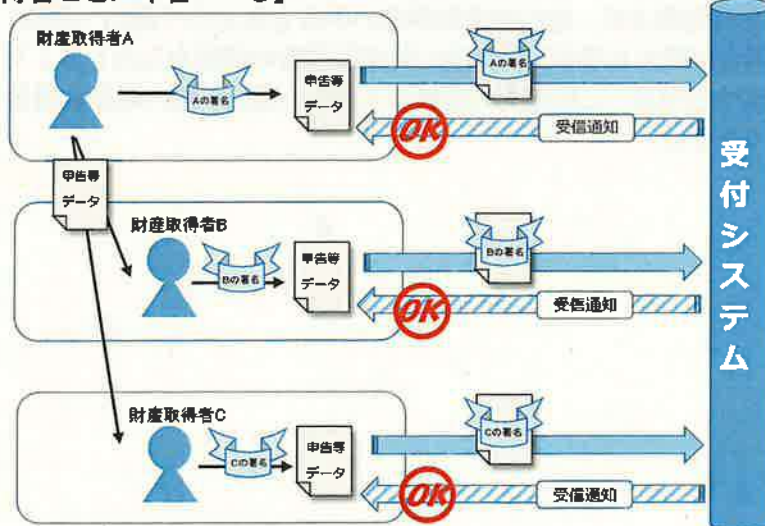 財産取得者A
Aの署名
申告等
データ
Aの署名
OK
受信通知
申告等
データ
財産取得者B
Bの署名
申告等
データ
Bの署名
OK
受信通知
財産取得者C
Cの署名
申告等
データ
Cの署名
OK
受信通知
受付システム